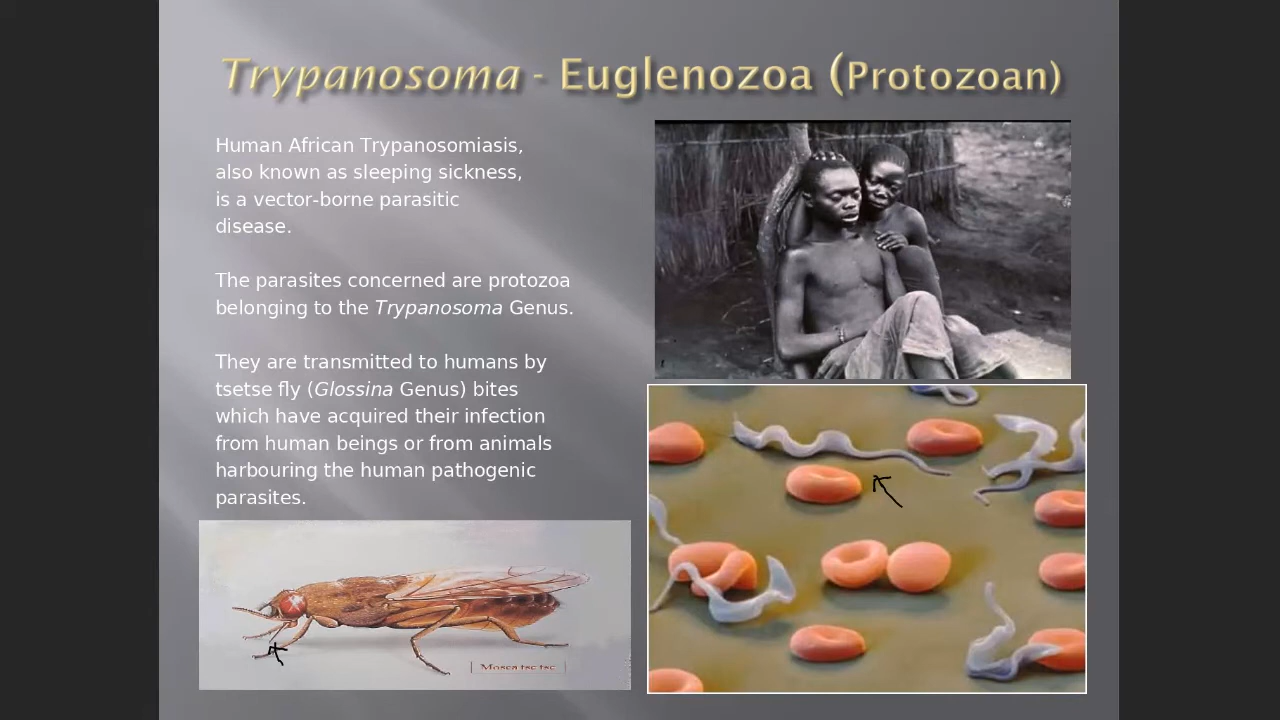 Trypanosoma - Euglenozoa (Protozoan)
Human African Trypanosomiasis,
also known as sleeping sickness,
is a vector-borne parasitic
disease.
The parasites concerned are protozoa
belonging to the Trypanosoma Genus.
They are transmitted to humans by
tsetse fly (Glossina Genus) bites
which have acquired their infection
from human beings or from animals
harbouring the human pathogenic
parasites.
Mosca tse tse